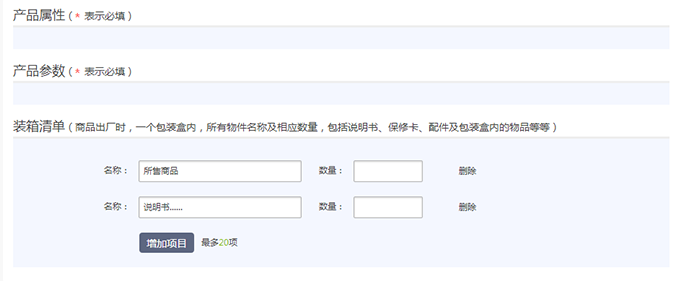 产品属性（* 表示必填）
产品参数（* 表示必填）
装箱清单（商品出厂时，一个包装盒内，所有物件名称及相应数量，包括说明书、保修卡、配件及包装盒内的物品等等）
名称： 所售商品 数量： 删除
名称： 说明书...... 数量： 删除
增加项目 最多20项